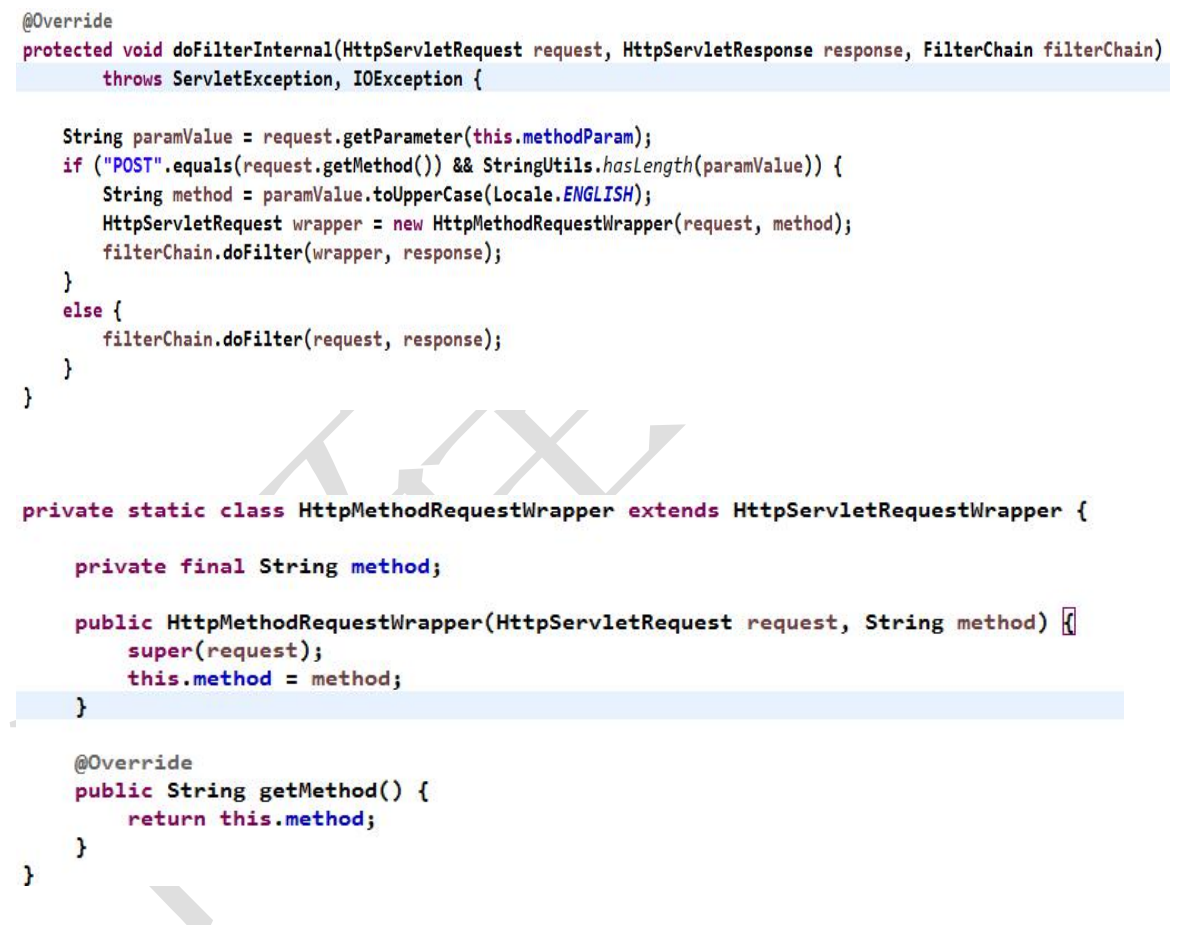 @Override
protected void doFilterInternal(HttpServletRequest request, HttpServletResponse response, FilterChain filterChain)
        throws ServletException, IOException {

    String paramValue = request.getParameter(this.methodParam);
    if ("POST".equals(request.getMethod()) && StringUtils.hasLength(paramValue)) {
        String method = paramValue.toUpperCase(Locale.ENGLISH);
        HttpServletRequest wrapper = new HttpMethodRequestWrapper(request, method);
        filterChain.doFilter(wrapper, response);
    }
    else {
        filterChain.doFilter(request, response);
    }
}

private static class HttpMethodRequestWrapper extends HttpServletRequestWrapper {

    private final String method;

    public HttpMethodRequestWrapper(HttpServletRequest request, String method) {
        super(request);
        this.method = method;
    }

    @Override
    public String getMethod() {
        return this.method;
    }
}